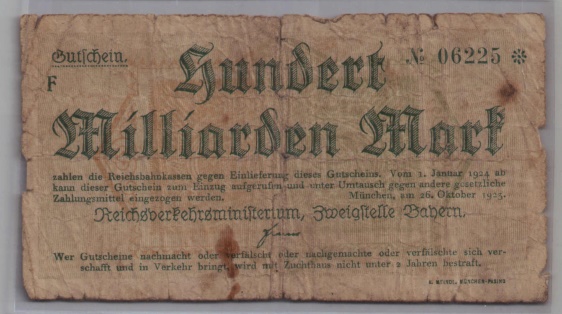 Gutschein.
№ 06225 ✻
F
Hundert
Milliarden Mark
zahlen die Reichsbahnkassen gegen Einlieferung dieses Gutscheins. Vom 1. Januar 1924 ab
kann dieser Gutschein zum Einzug aufgerufen und unter Umtausch gegen andere gesetzliche
Zahlungsmittel eingezogen werden. München, am 26. Oktober 1923.
Reichsverkehrsministerium, Zweigstelle Bayern.
Wer Gutscheine nachmacht oder verfälscht oder nachgemachte oder verfälschte sich ver-
schafft und in Verkehr bringt, wird mit Zuchthaus nicht unter 2 Jahren bestraft.
MÜNCHEN-PASING